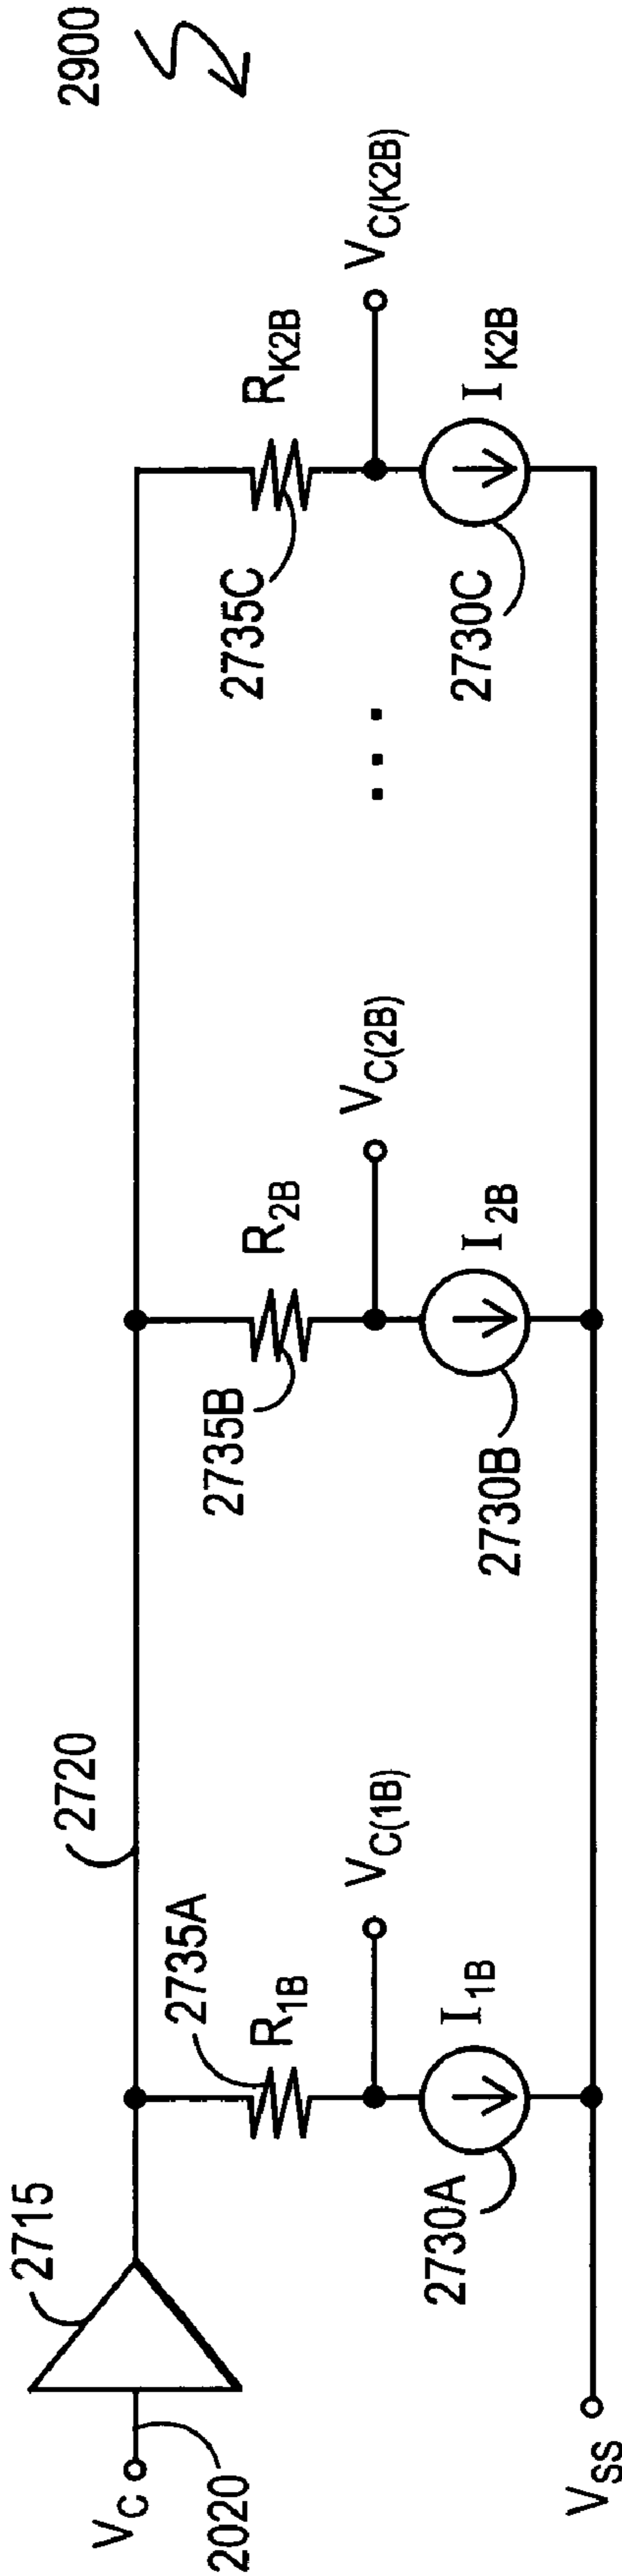 2900
2715
2720
V_C
2020
2735A
R_1B
V_C(1B)
2730A
I_1B
2735B
R_2B
V_C(2B)
2730B
I_2B
2735C
R_K2B
V_C(K2B)
2730C
I_K2B
...
V_SS